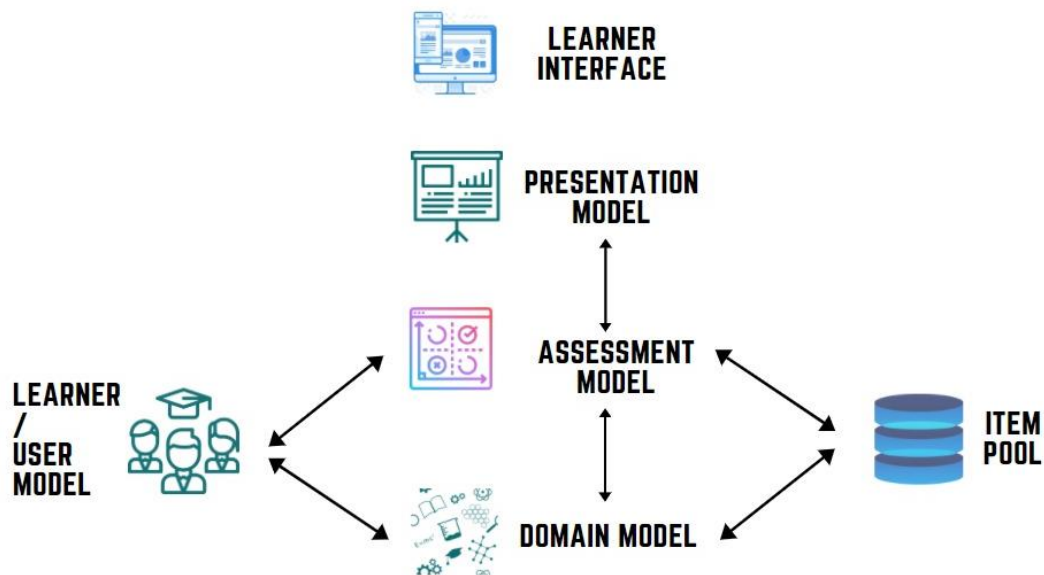 LEARNER
INTERFACE
PRESENTATION
MODEL
ASSESSMENT
MODEL
LEARNER
/
USER
MODEL
ITEM
POOL
DOMAIN MODEL